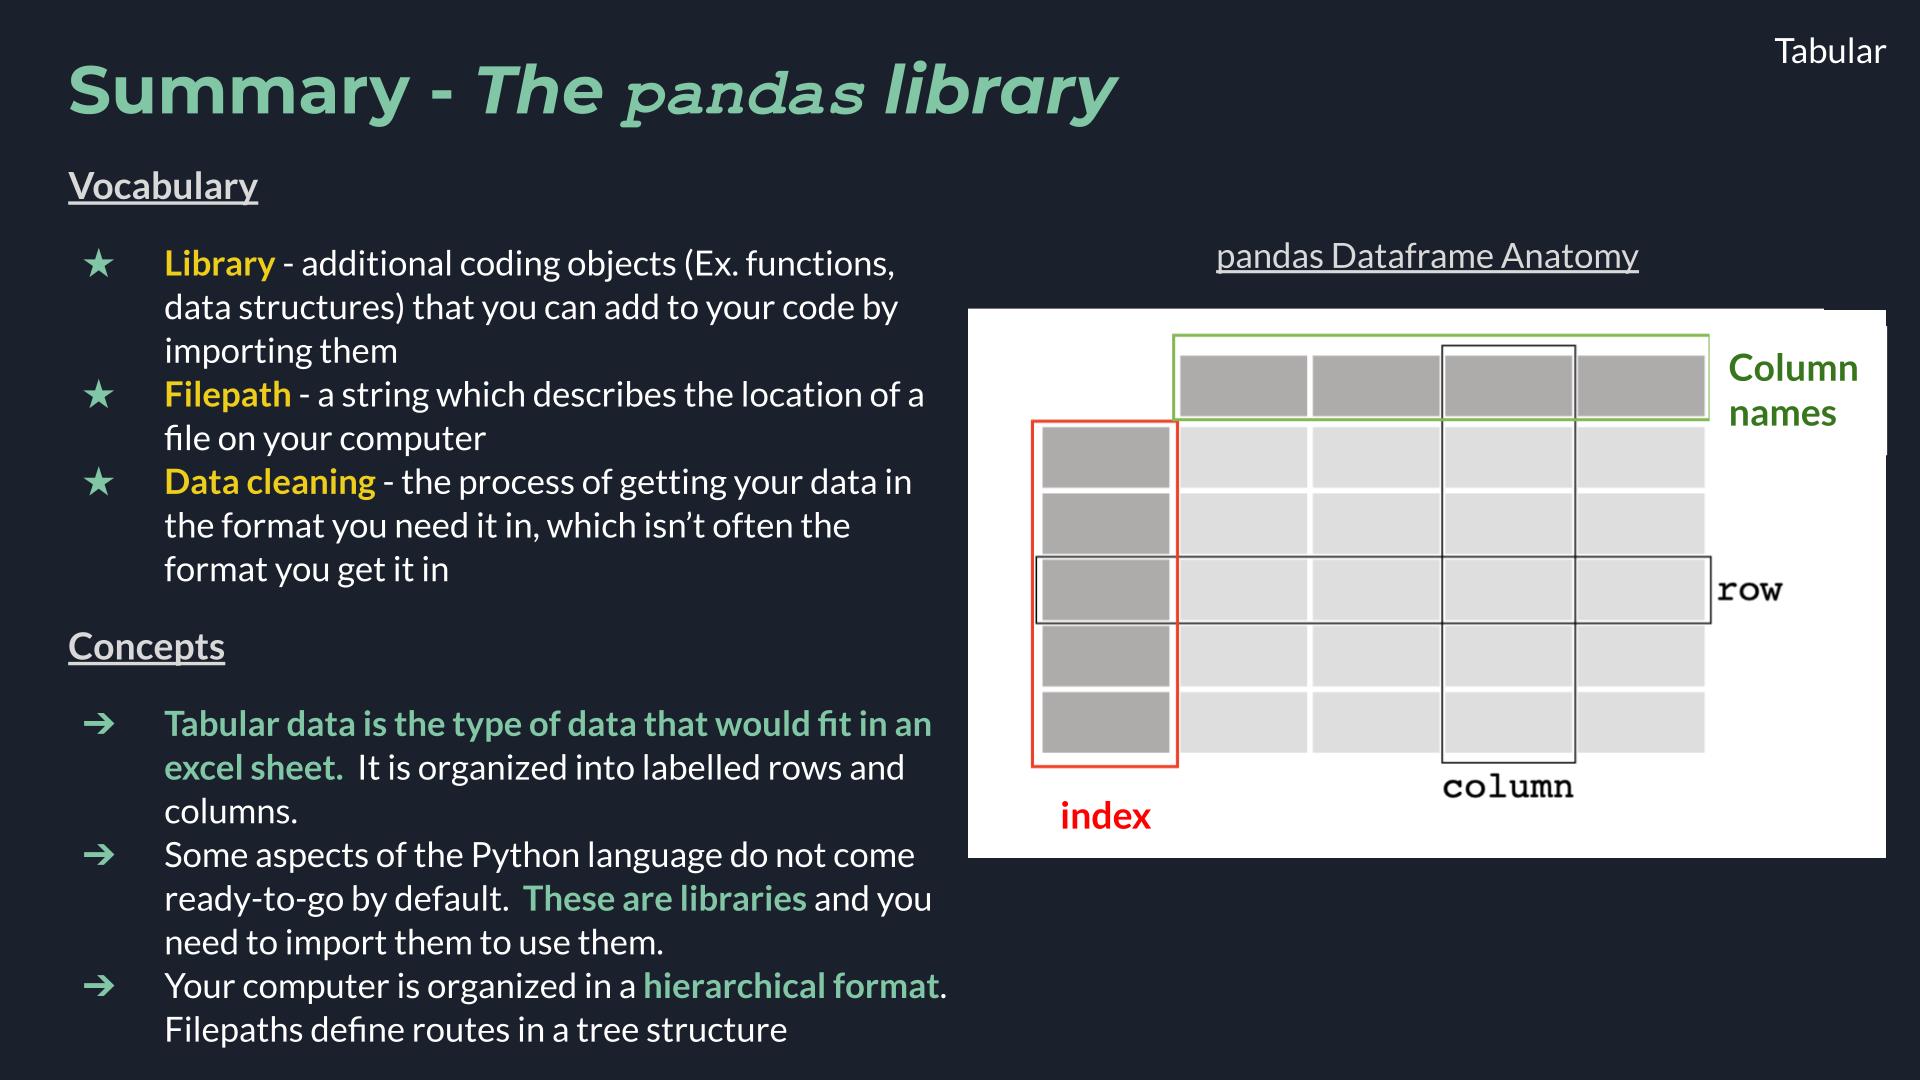 Tabular
Summary - The pandas library
Vocabulary
★ Library - additional coding objects (Ex. functions,
data structures) that you can add to your code by
importing them
★ Filepath - a string which describes the location of a
file on your computer
★ Data cleaning - the process of getting your data in
the format you need it in, which isn’t often the
format you get it in
Concepts
➔ Tabular data is the type of data that would fit in an
excel sheet.  It is organized into labelled rows and
columns.
➔ Some aspects of the Python language do not come
ready-to-go by default.  These are libraries and you
need to import them to use them.
➔ Your computer is organized in a hierarchical format.
Filepaths define routes in a tree structure
pandas Dataframe Anatomy
Column
names
row
column
index